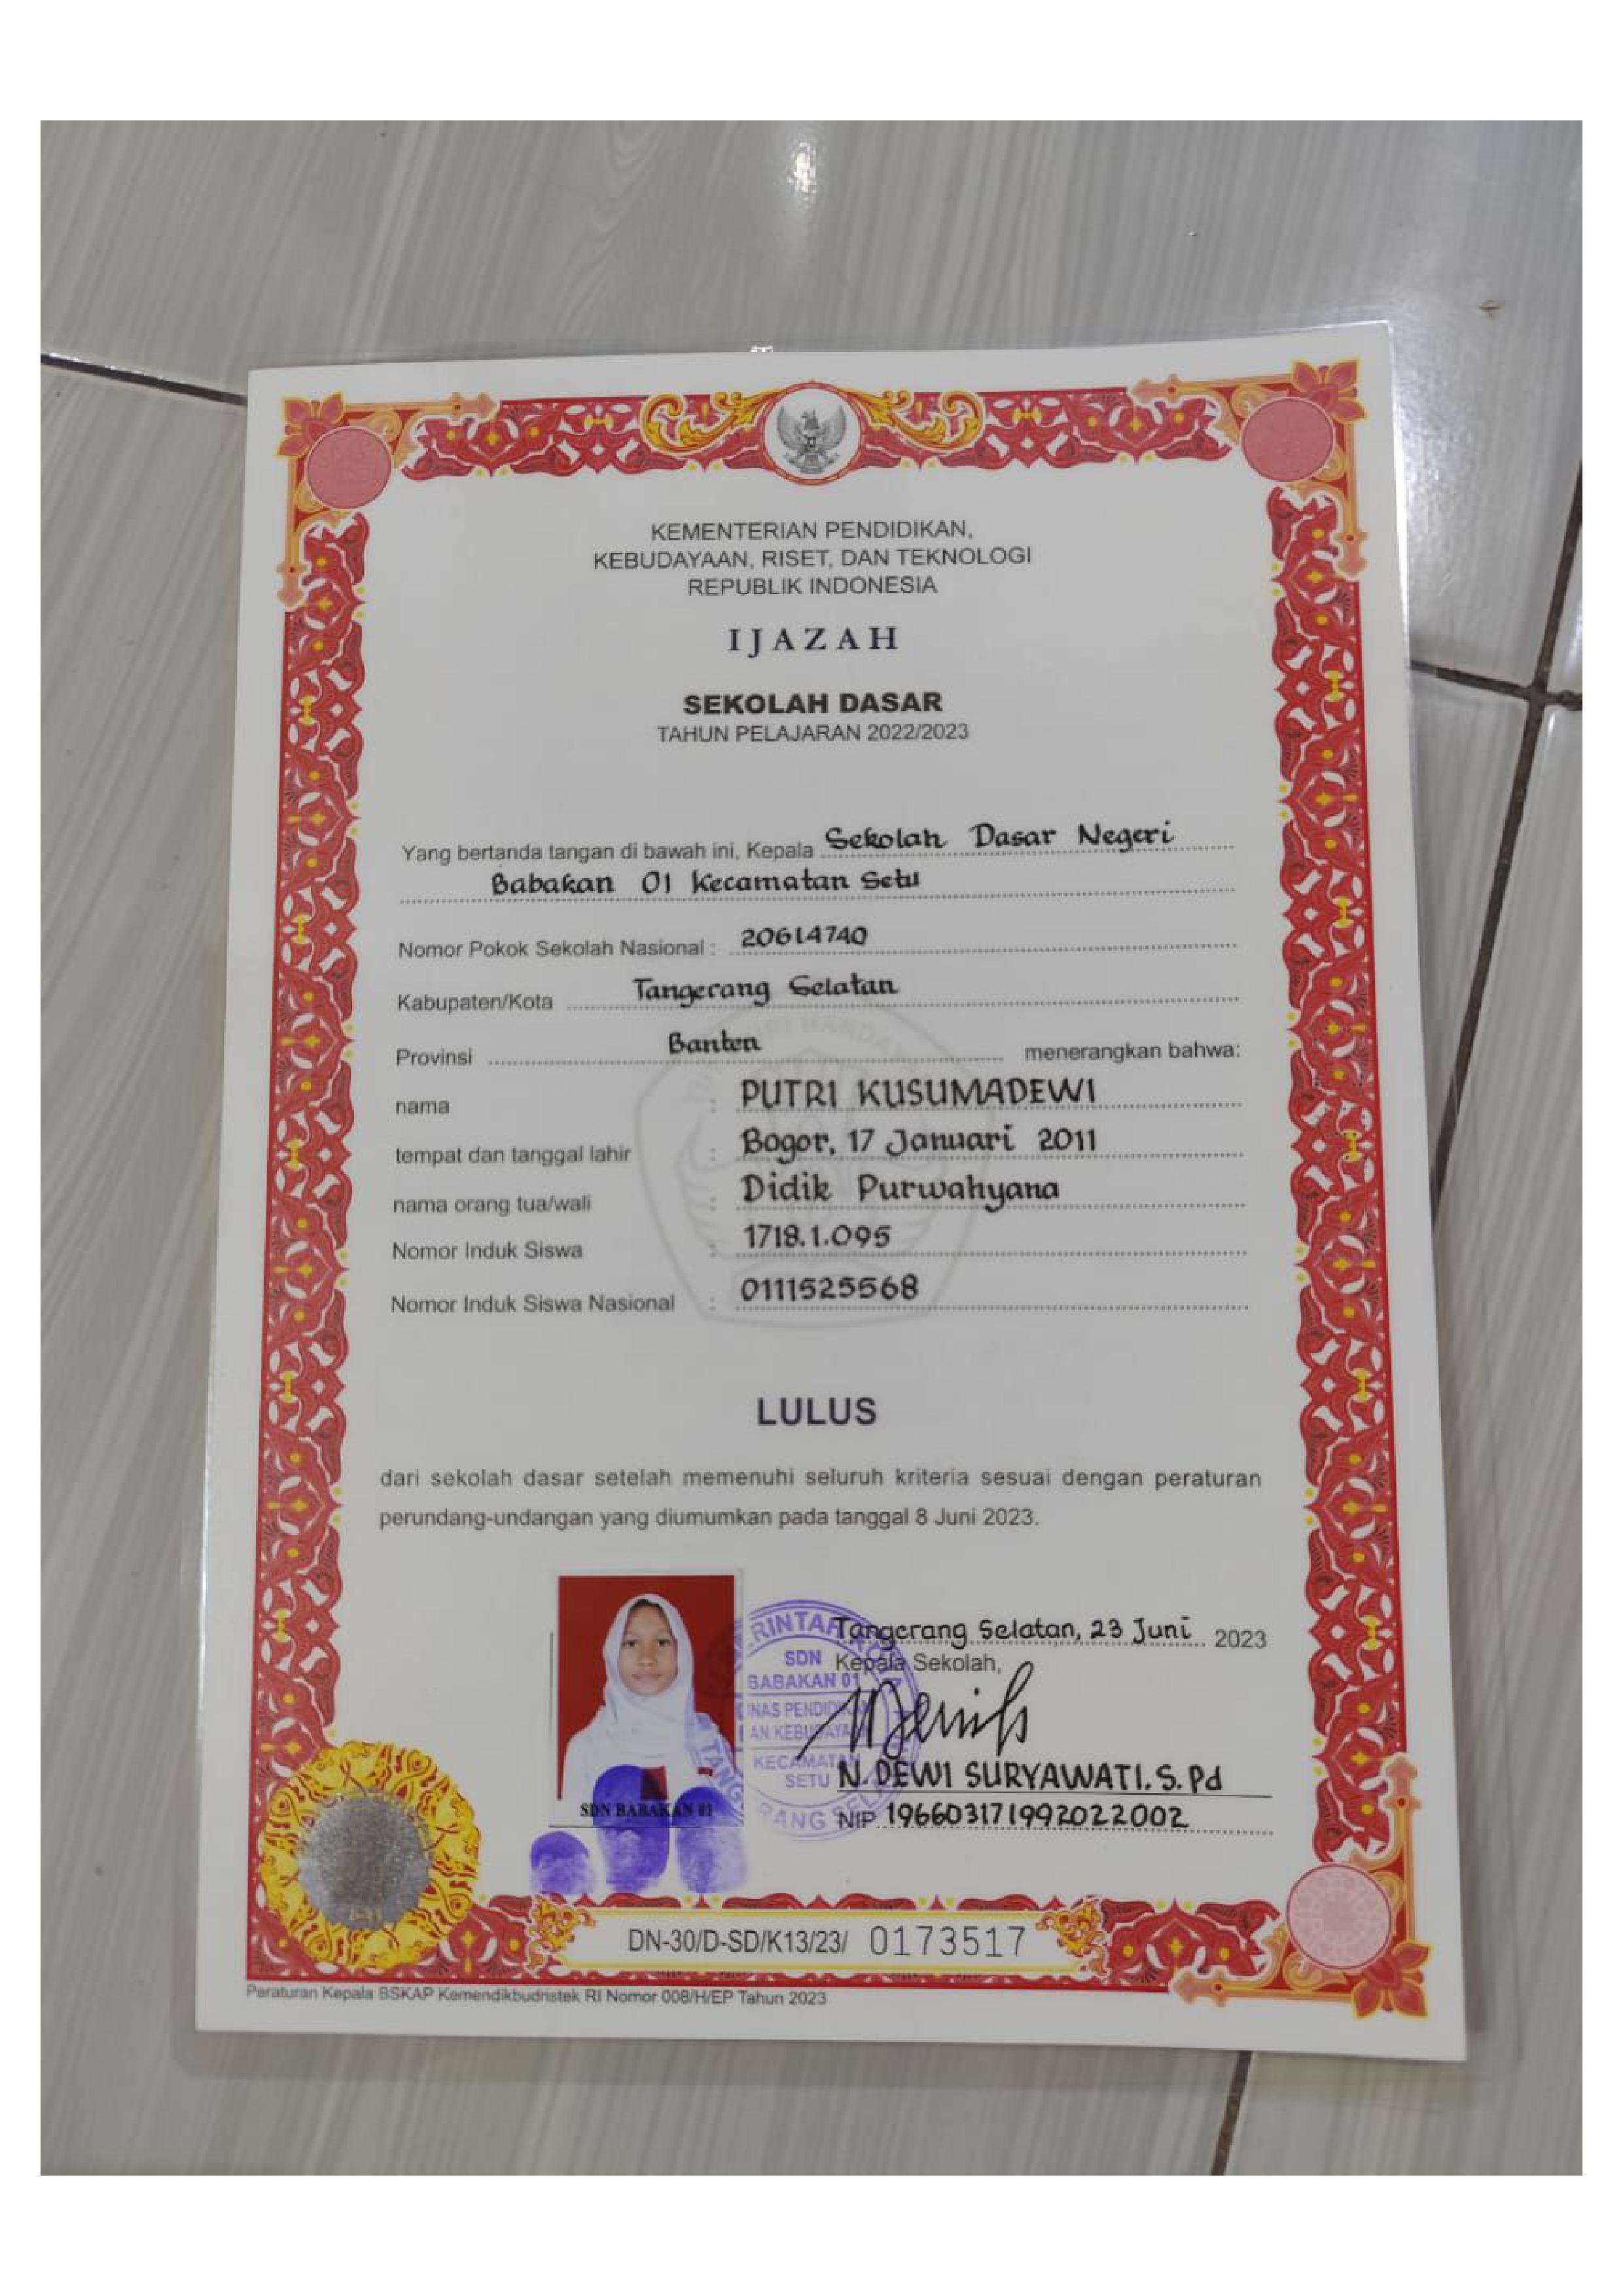 KEMENTERIAN PENDIDIKAN,
KEBUDAYAAN, RISET, DAN TEKNOLOGI
REPUBLIK INDONESIA
IJAZAH
SEKOLAH DASAR
TAHUN PELAJARAN 2022/2023
Yang bertanda tangan di bawah ini, Kepala Sekolah Dasar Negeri
Babakan 01 Kecamatan Setu
Nomor Pokok Sekolah Nasional : 20614740
Kabupaten/Kota Tangerang Selatan
Provinsi Banten menerangkan bahwa:
nama : PUTRI KUSUMADEWI
tempat dan tanggal lahir : Bogor, 17 Januari 2011
nama orang tua/wali : Didik Purwahyana
Nomor Induk Siswa : 1718.1.095
Nomor Induk Siswa Nasional : 0111525568
LULUS
dari sekolah dasar setelah memenuhi seluruh kriteria sesuai dengan peraturan
perundang-undangan yang diumumkan pada tanggal 8 Juni 2023.
Tangerang Selatan, 23 Juni 2023
Kepala Sekolah,
SDN
BABAKAN 01
KECAMATAN
SETU
N. DEWI SURYAWATI. S. Pd
NIP 196603171992022002
SDN BABAKAN 01
DN-30/D-SD/K13/23/ 0173517
Peraturan Kepala BSKAP Kemendikbudristek RI Nomor 008/H/EP Tahun 2023